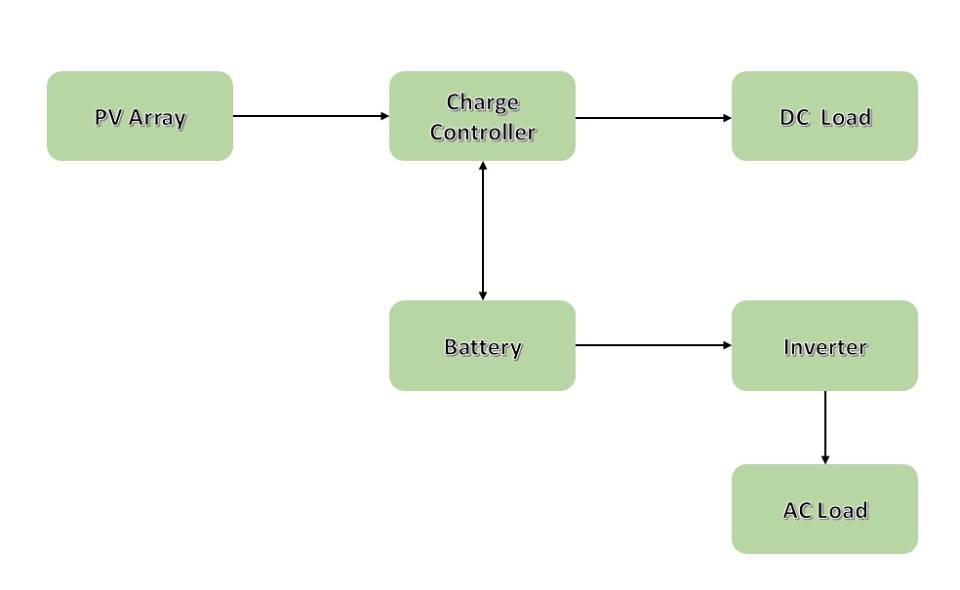 PV Array
Charge
Controller
DC Load
Battery
Inverter
AC Load